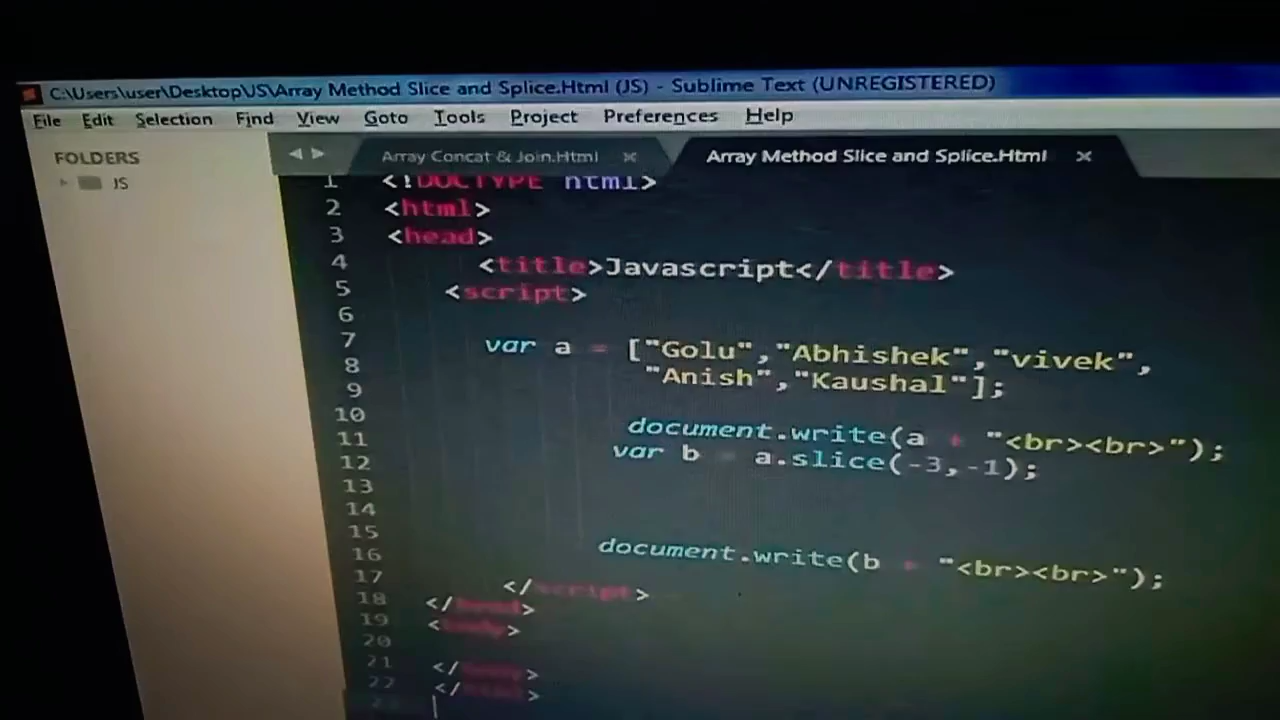 C:\Users\user\Desktop\JS\Array Method Slice and Splice.Html (JS) - Sublime Text (UNREGISTERED)
File Edit Selection Find View Goto Tools Project Preferences Help
FOLDERS
JS
Array Concat & Join.Html × Array Method Slice and Splice.Html ×
1 <!DOCTYPE html>
2 <html>
3 <head>
4 <title>Javascript</title>
5 <script>
6
7 var a = ["Golu","Abhishek","vivek",
8 "Anish","Kaushal"];
9
10 document.write(a + "<br><br>");
11 var b = a.slice(-3,-1);
12
13
14
15 document.write(b + "<br><br>");
16
17 </script>
18 </head>
19 <body>
20
21 </body>
22 </html>
23